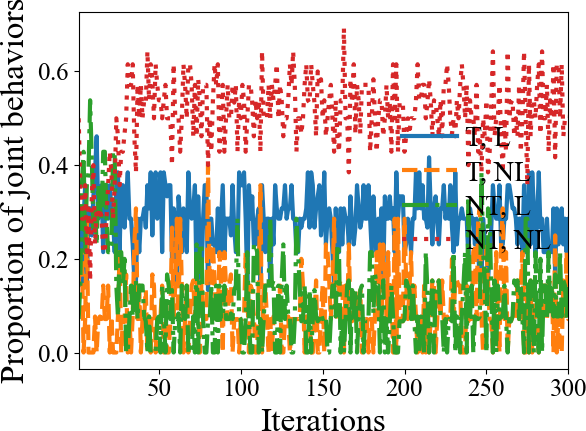 Proportion of joint behaviors
0.6
0.4
0.2
0.0
T, L
T, NL
NT, L
NT, NL
50
100
150
200
250
300
Iterations